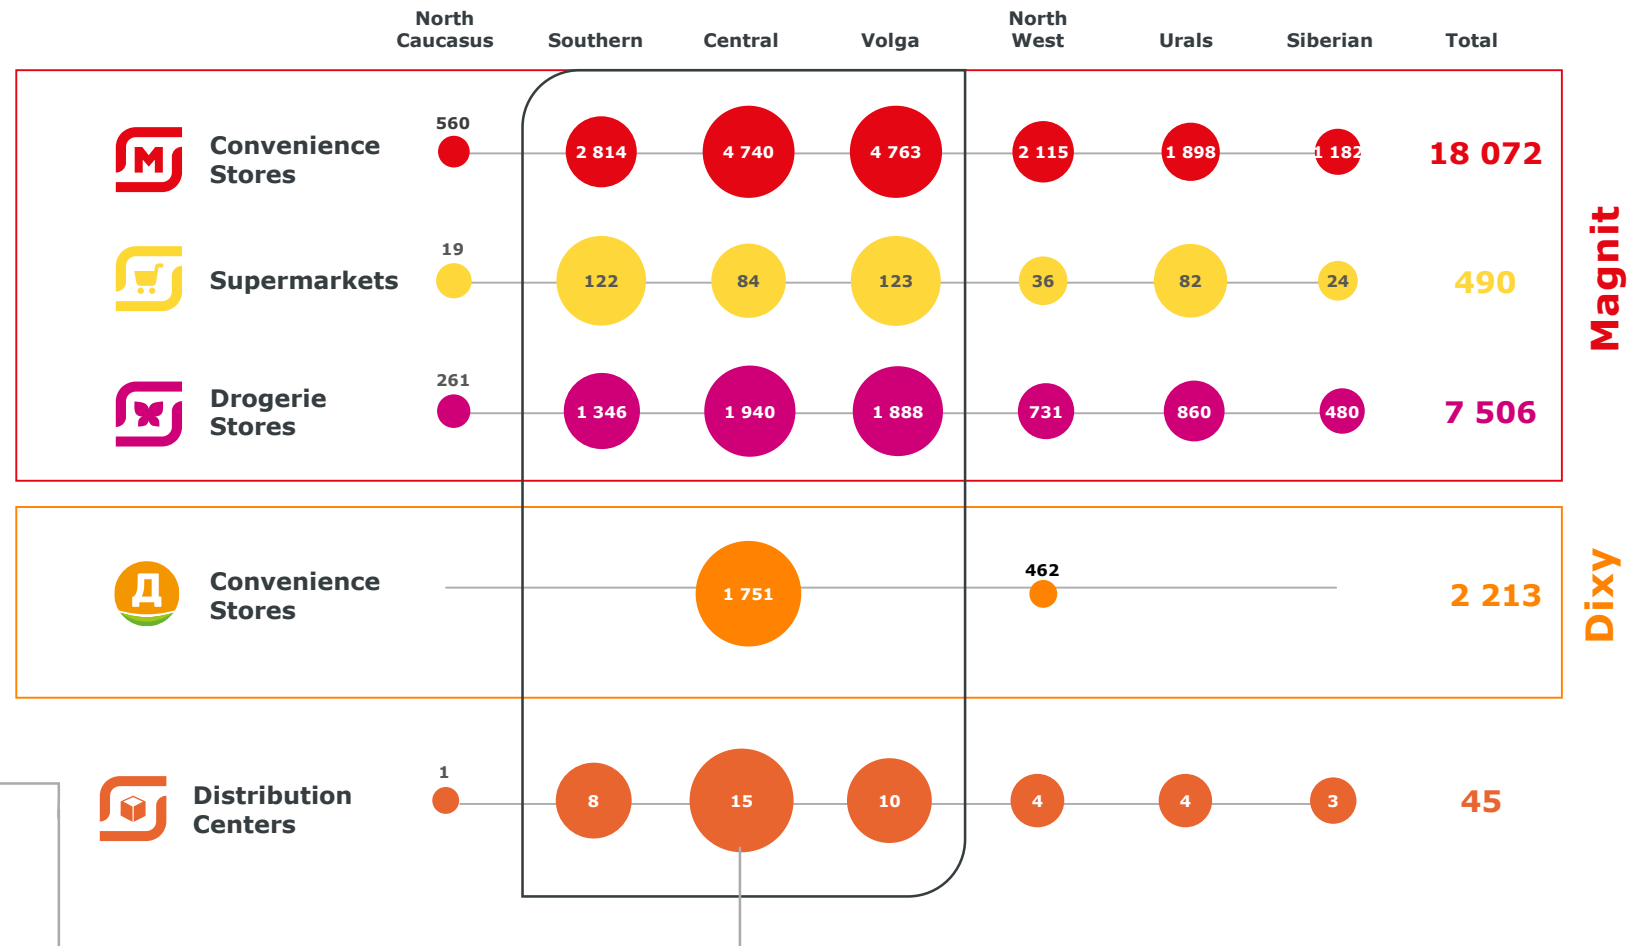 North
Caucasus
Southern
Central
Volga
North
West
Urals
Siberian
Total
560
M
Convenience
Stores
2 814
4 740
4 763
2 115
1 898
1 182
18 072
19
Supermarkets
122
84
123
36
82
24
490
261
Drogerie
Stores
1 346
1 940
1 888
731
860
480
7 506
Magnit
Д
Convenience
Stores
1 751
462
2 213
Dixy
1
Distribution
Centers
8
15
10
4
4
3
45